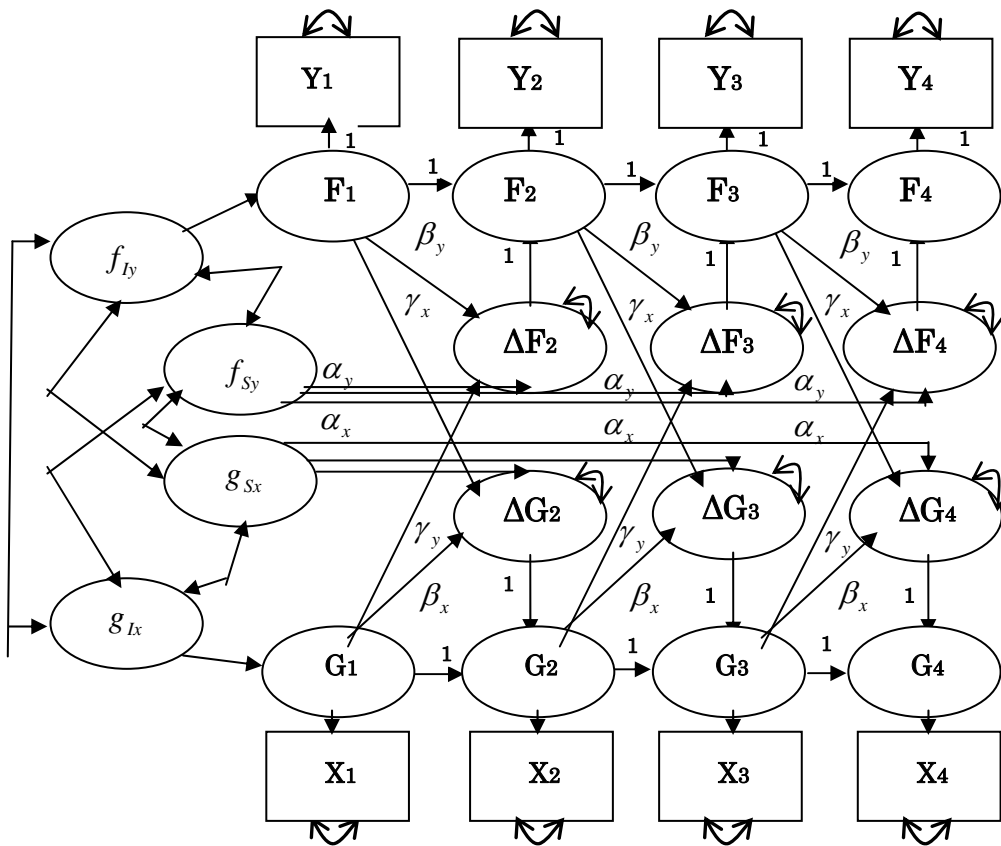 Y1 Y2 Y3 Y4
1 1 1 1
F1 1 F2 1 F3 1 F4
β_y β_y β_y
f_Iy
1 1 1
γ_x γ_x γ_x
ΔF2 ΔF3 ΔF4
f_Sy α_y α_y α_y
α_x α_x α_x
g_Sx
ΔG2 ΔG3 ΔG4
γ_y γ_y γ_y
1 1 1
β_x β_x β_x
g_Ix
G1 1 G2 1 G3 1 G4
X1 X2 X3 X4